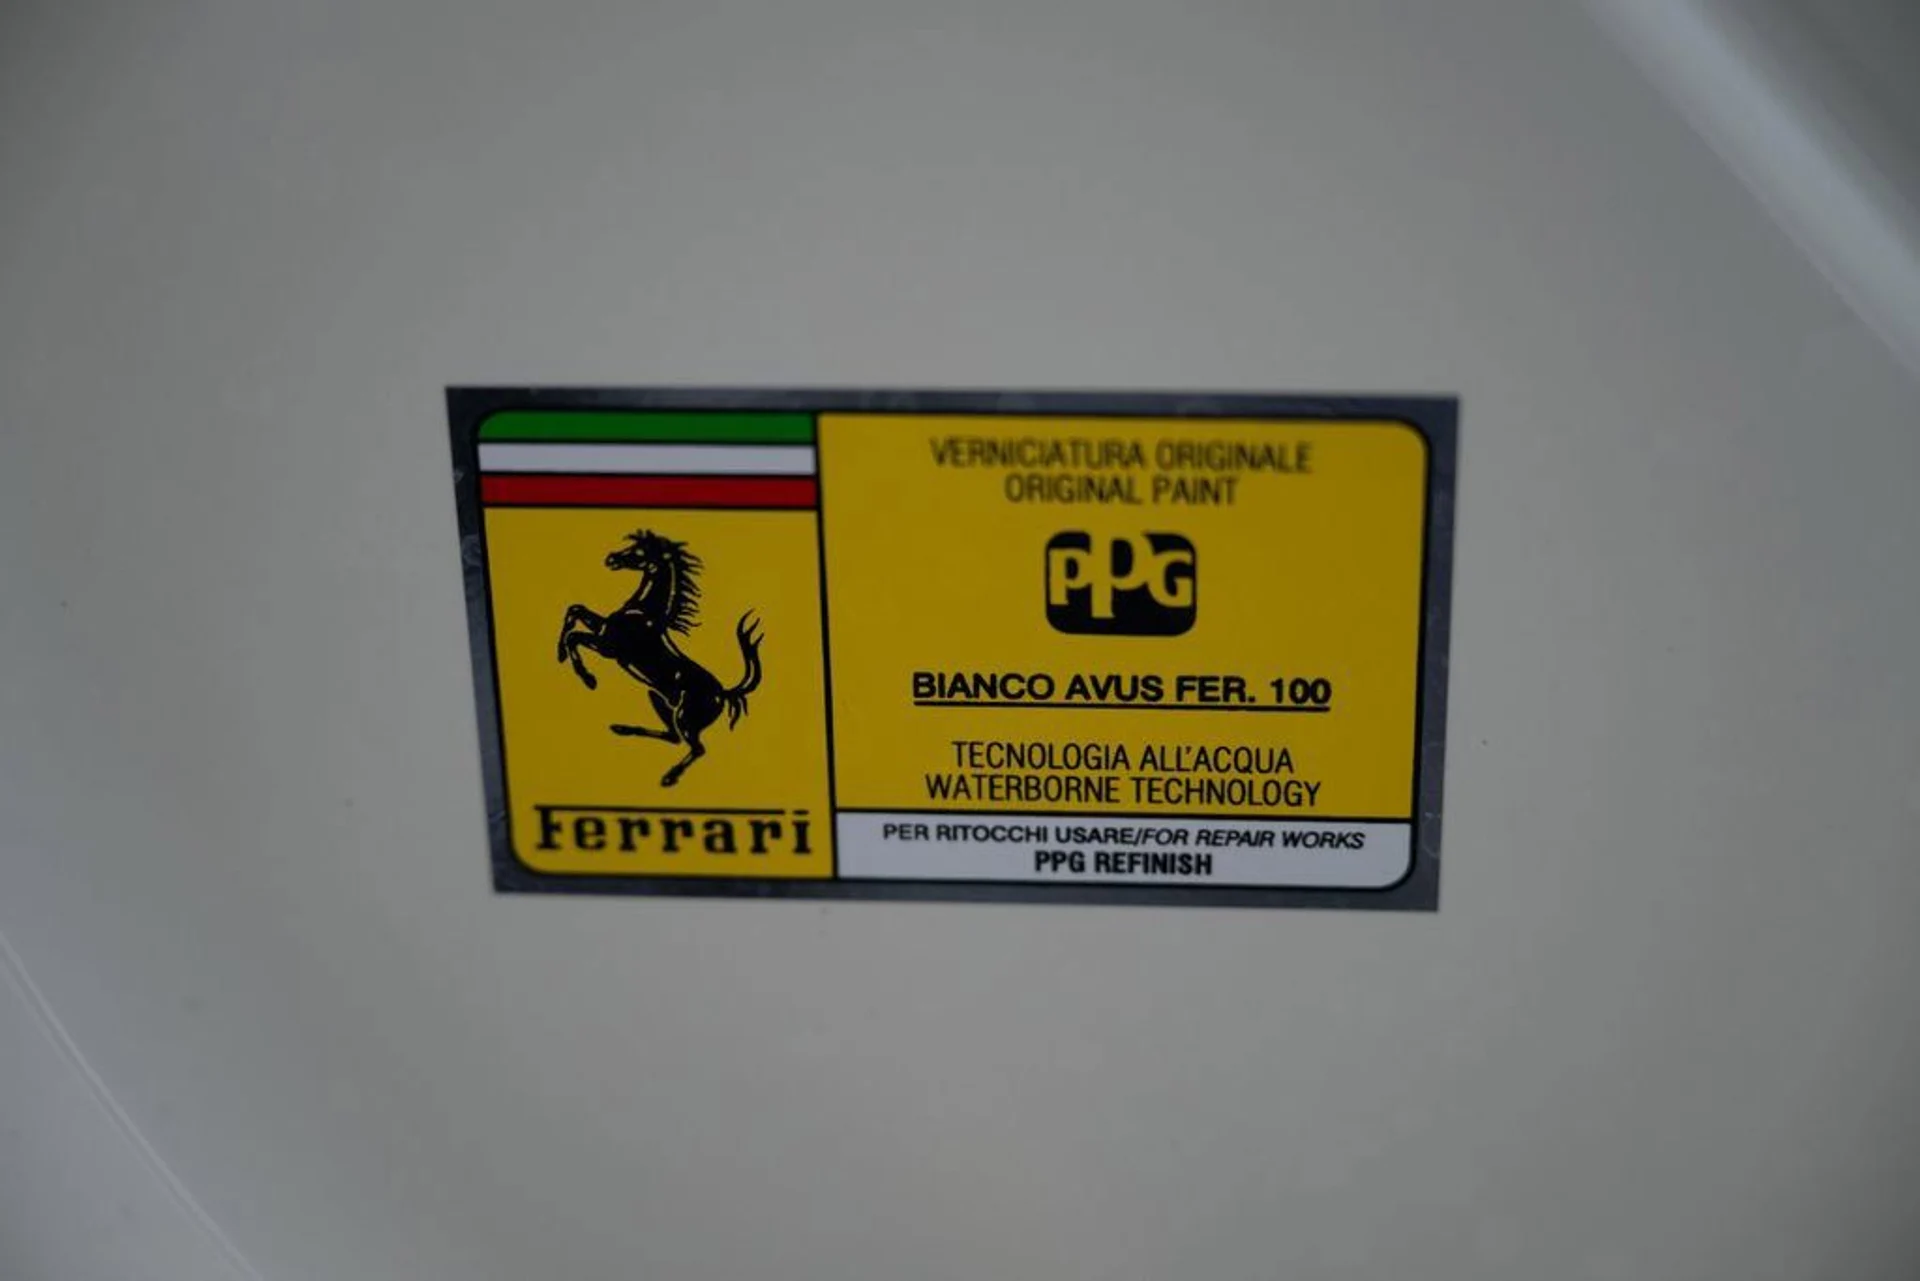 VERNICIATURA ORIGINALE
ORIGINAL PAINT
PPG
BIANCO AVUS FER. 100
TECNOLOGIA ALL'ACQUA
WATERBORNE TECHNOLOGY
Ferrari
PER RITOCCHI USARE/FOR REPAIR WORKS
PPG REFINISH